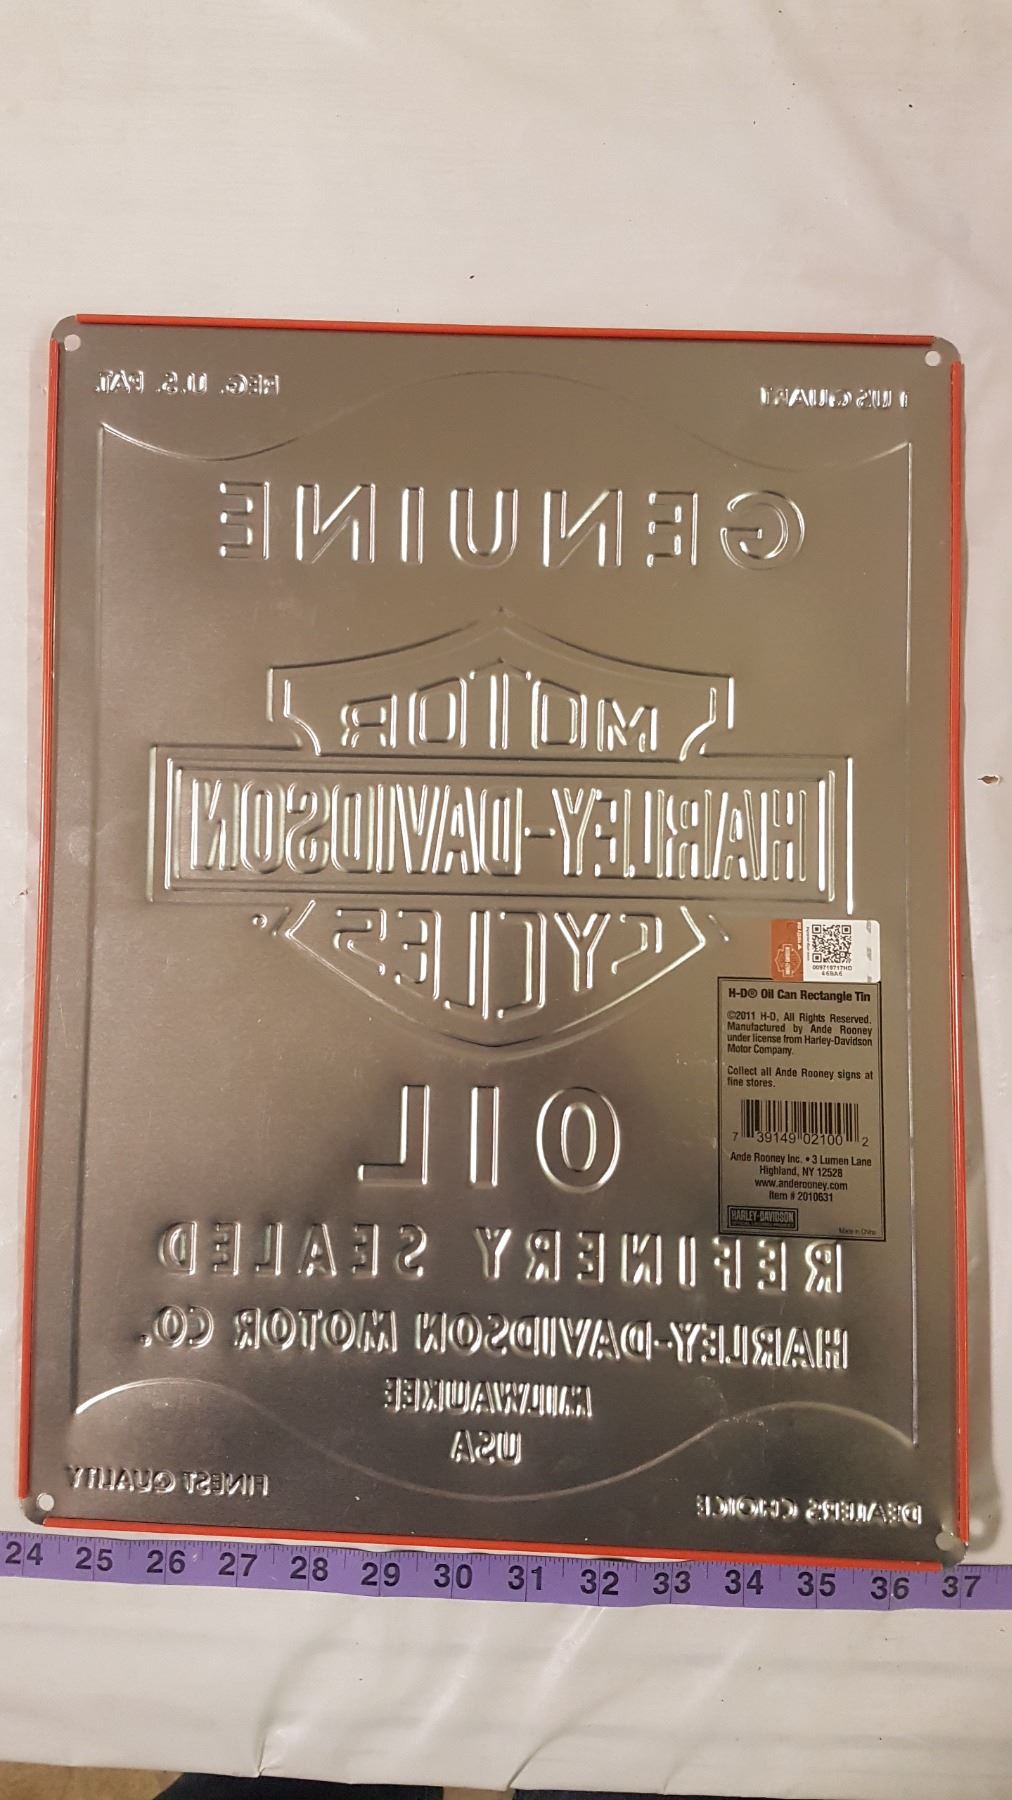 REG. U.S. PAT.
1 US QUART
GENUINE
MOTOR
HARLEY-DAVIDSON
CYCLES
009719717HD
H-D® Oil Can Rectangle Tin
©2011 H-D, All Rights Reserved.
Manufactured by Ande Rooney
under license from Harley-Davidson
Motor Company.
Collect all Ande Rooney signs at
fine stores.
7 39149 02100 2
Ande Rooney Inc. • 3 Lumen Lane
Highland, NY 12528
www.anderooney.com
Item # 2010631
HARLEY-DAVIDSON
Made in China
OIL
REFINERY SEALED
HARLEY-DAVIDSON MOTOR CO.
MILWAUKEE
USA
FINEST QUALITY
DEALERS CHOICE
24 25 26 27 28 29 30 31 32 33 34 35 36 37